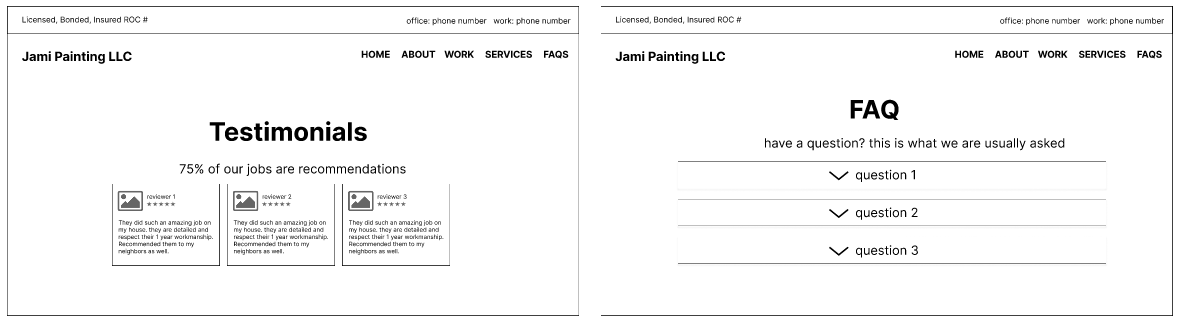 Licensed, Bonded, Insured ROC #
office: phone number work: phone number
Jami Painting LLC
HOME ABOUT WORK SERVICES FAQS
Testimonials
75% of our jobs are recommendations
reviewer 1
★★★★★
They did such an amazing job on
my house, they are detailed and
respect their 1 year workmanship.
Recommended them to my
neighbors as well.
reviewer 2
★★★★★
They did such an amazing job on
my house, they are detailed and
respect their 1 year workmanship.
Recommended them to my
neighbors as well.
reviewer 3
★★★★★
They did such an amazing job on
my house, they are detailed and
respect their 1 year workmanship.
Recommended them to my
neighbors as well.
Licensed, Bonded, Insured ROC #
office: phone number work: phone number
Jami Painting LLC
HOME ABOUT WORK SERVICES FAQS
FAQ
have a question? this is what we are usually asked
question 1
question 2
question 3